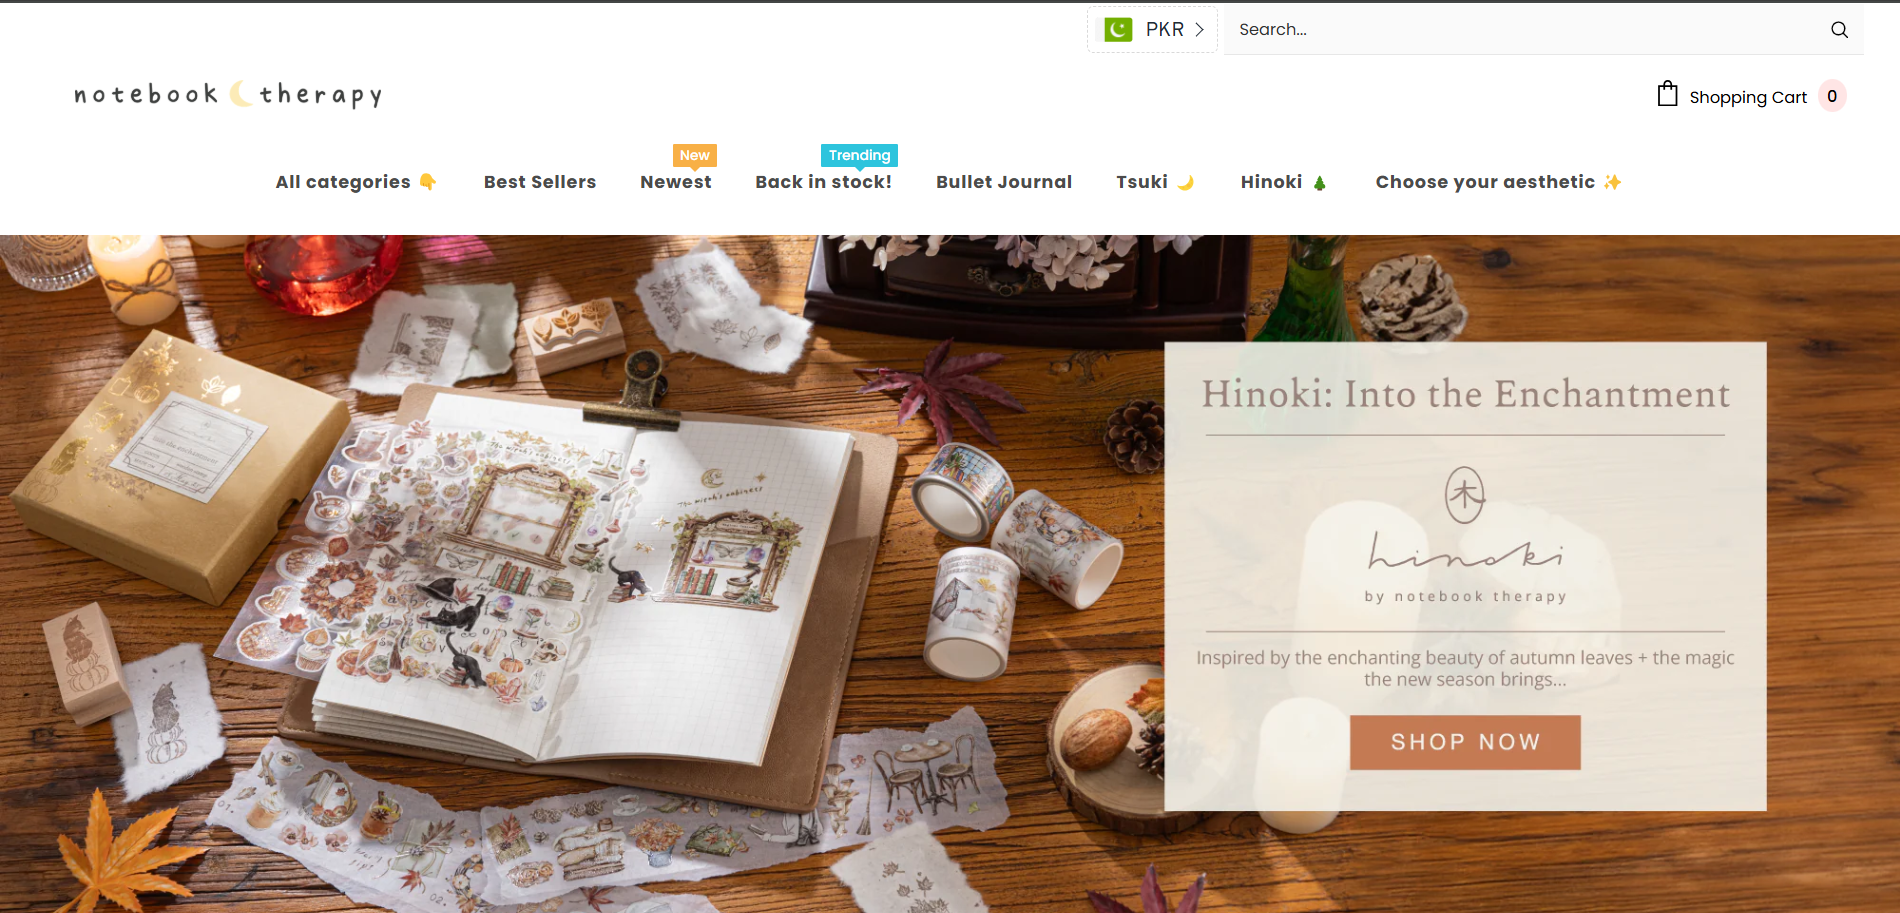 PKR
Search...
notebook therapy
Shopping Cart 0
New
Trending
All categories 👇
Best Sellers
Newest
Back in stock!
Bullet Journal
Tsuki 🌙
Hinoki 🌲
Choose your aesthetic ✨
Hinoki: Into the Enchantment
木
hinoki
by notebook therapy
Inspired by the enchanting beauty of autumn leaves + the magic
the new season brings...
SHOP NOW